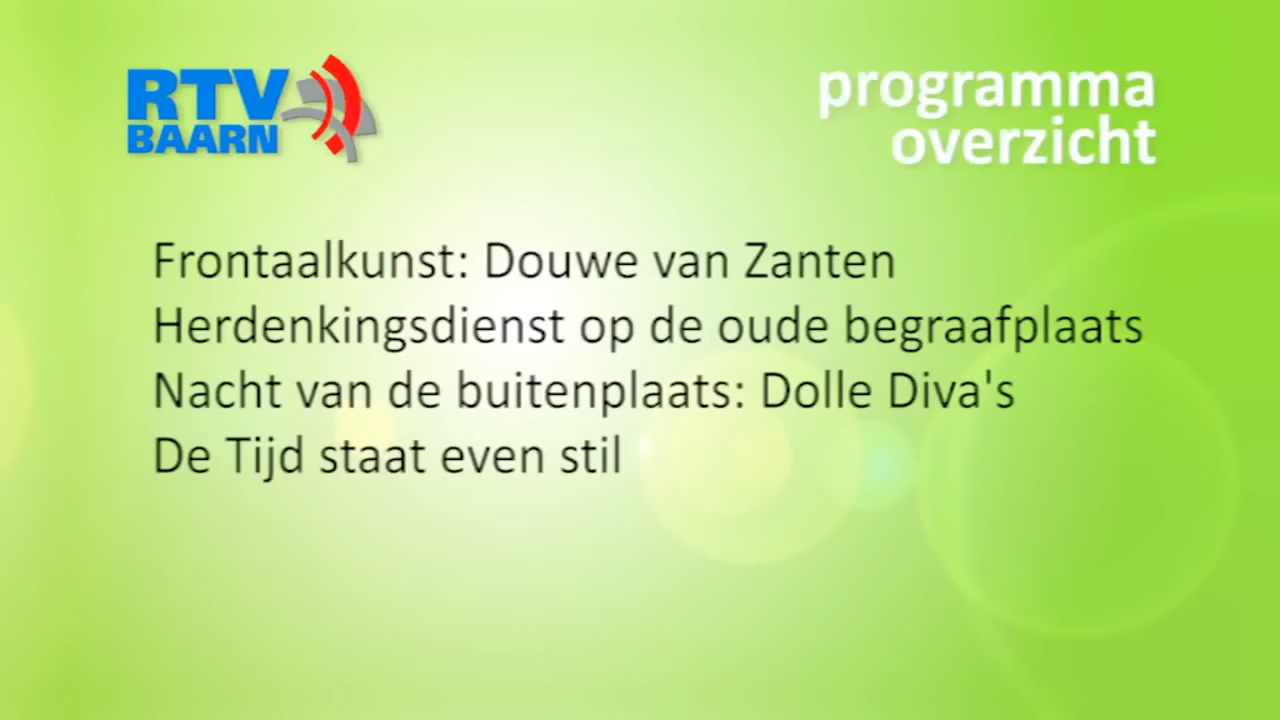 RTV
BAARN
programma
overzicht
Frontaalkunst: Douwe van Zanten
Herdenkingsdienst op de oude begraafplaats
Nacht van de buitenplaats: Dolle Diva's
De Tijd staat even stil